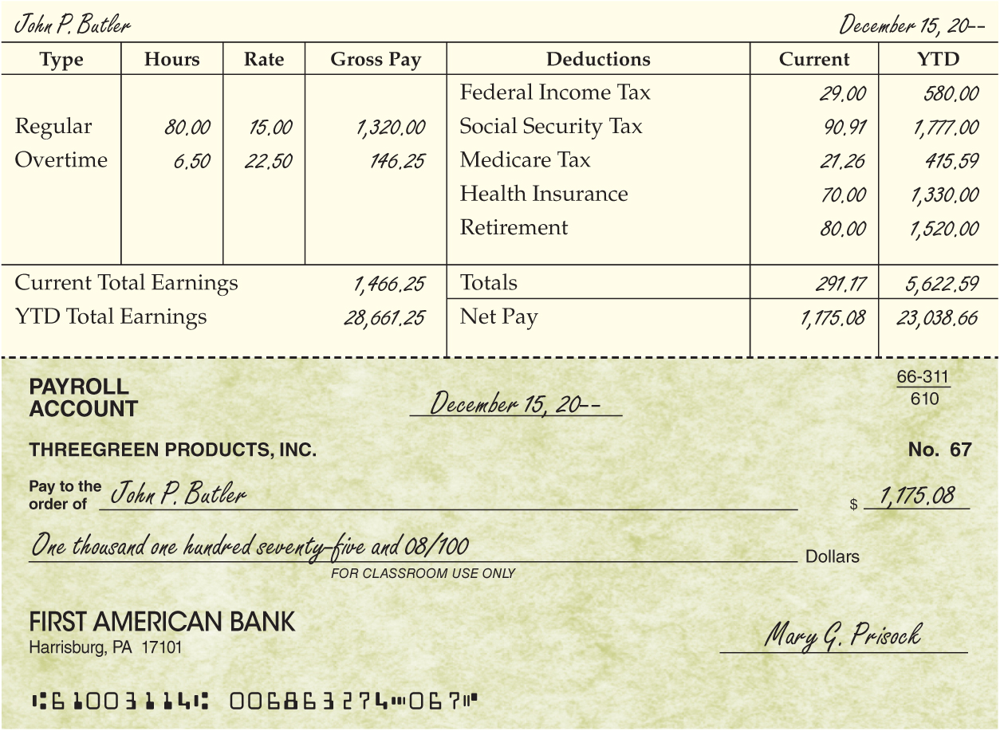 John P. Butler December 15, 20--
Type Hours Rate Gross Pay Deductions Current YTD
Federal Income Tax 29.00 580.00
Regular 80.00 15.00 1,320.00 Social Security Tax 90.91 1,777.00
Overtime 6.50 22.50 146.25 Medicare Tax 21.26 415.59
Health Insurance 70.00 1,330.00
Retirement 80.00 1,520.00
Current Total Earnings 1,466.25 Totals 291.17 5,622.59
YTD Total Earnings 28,661.25 Net Pay 1,175.08 23,038.66
PAYROLL
ACCOUNT
December 15, 20--
66-311
610
THREEGREEN PRODUCTS, INC. No. 67
Pay to the
order of John P. Butler $ 1,175.08
One thousand one hundred seventy-five and 08/100 Dollars
FOR CLASSROOM USE ONLY
FIRST AMERICAN BANK
Harrisburg, PA 17101
Mary G. Prisock
⑆610031114⑆ 006863274⑉067⑈